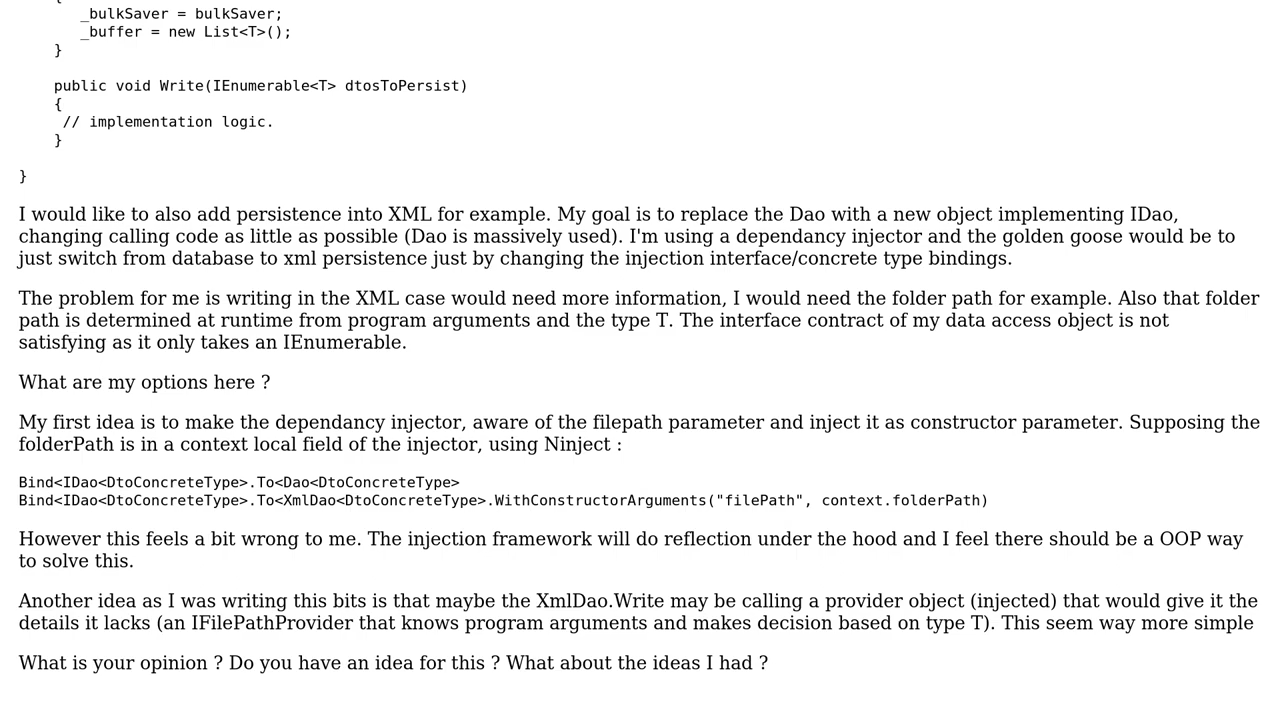 {
_bulkSaver = bulkSaver;
_buffer = new List<T>();
}
public void Write(IEnumerable<T> dtosToPersist)
{
// implementation logic.
}
}
I would like to also add persistence into XML for example. My goal is to replace the Dao with a new object implementing IDao,
changing calling code as little as possible (Dao is massively used). I'm using a dependancy injector and the golden goose would be to
just switch from database to xml persistence just by changing the injection interface/concrete type bindings.
The problem for me is writing in the XML case would need more information, I would need the folder path for example. Also that folder
path is determined at runtime from program arguments and the type T. The interface contract of my data access object is not
satisfying as it only takes an IEnumerable.
What are my options here ?
My first idea is to make the dependancy injector, aware of the filepath parameter and inject it as constructor parameter. Supposing the
folderPath is in a context local field of the injector, using Ninject :
Bind<IDao<DtoConcreteType>.To<Dao<DtoConcreteType>
Bind<IDao<DtoConcreteType>.To<XmlDao<DtoConcreteType>.WithConstructorArguments("filePath", context.folderPath)
However this feels a bit wrong to me. The injection framework will do reflection under the hood and I feel there should be a OOP way
to solve this.
Another idea as I was writing this bits is that maybe the XmlDao.Write may be calling a provider object (injected) that would give it the
details it lacks (an IFilePathProvider that knows program arguments and makes decision based on type T). This seem way more simple
What is your opinion ? Do you have an idea for this ? What about the ideas I had ?